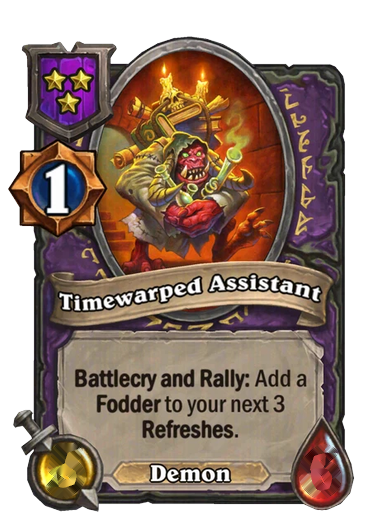 1
Timewarped Assistant
Battlecry and Rally: Add a
Fodder to your next 3
Refreshes.
Demon